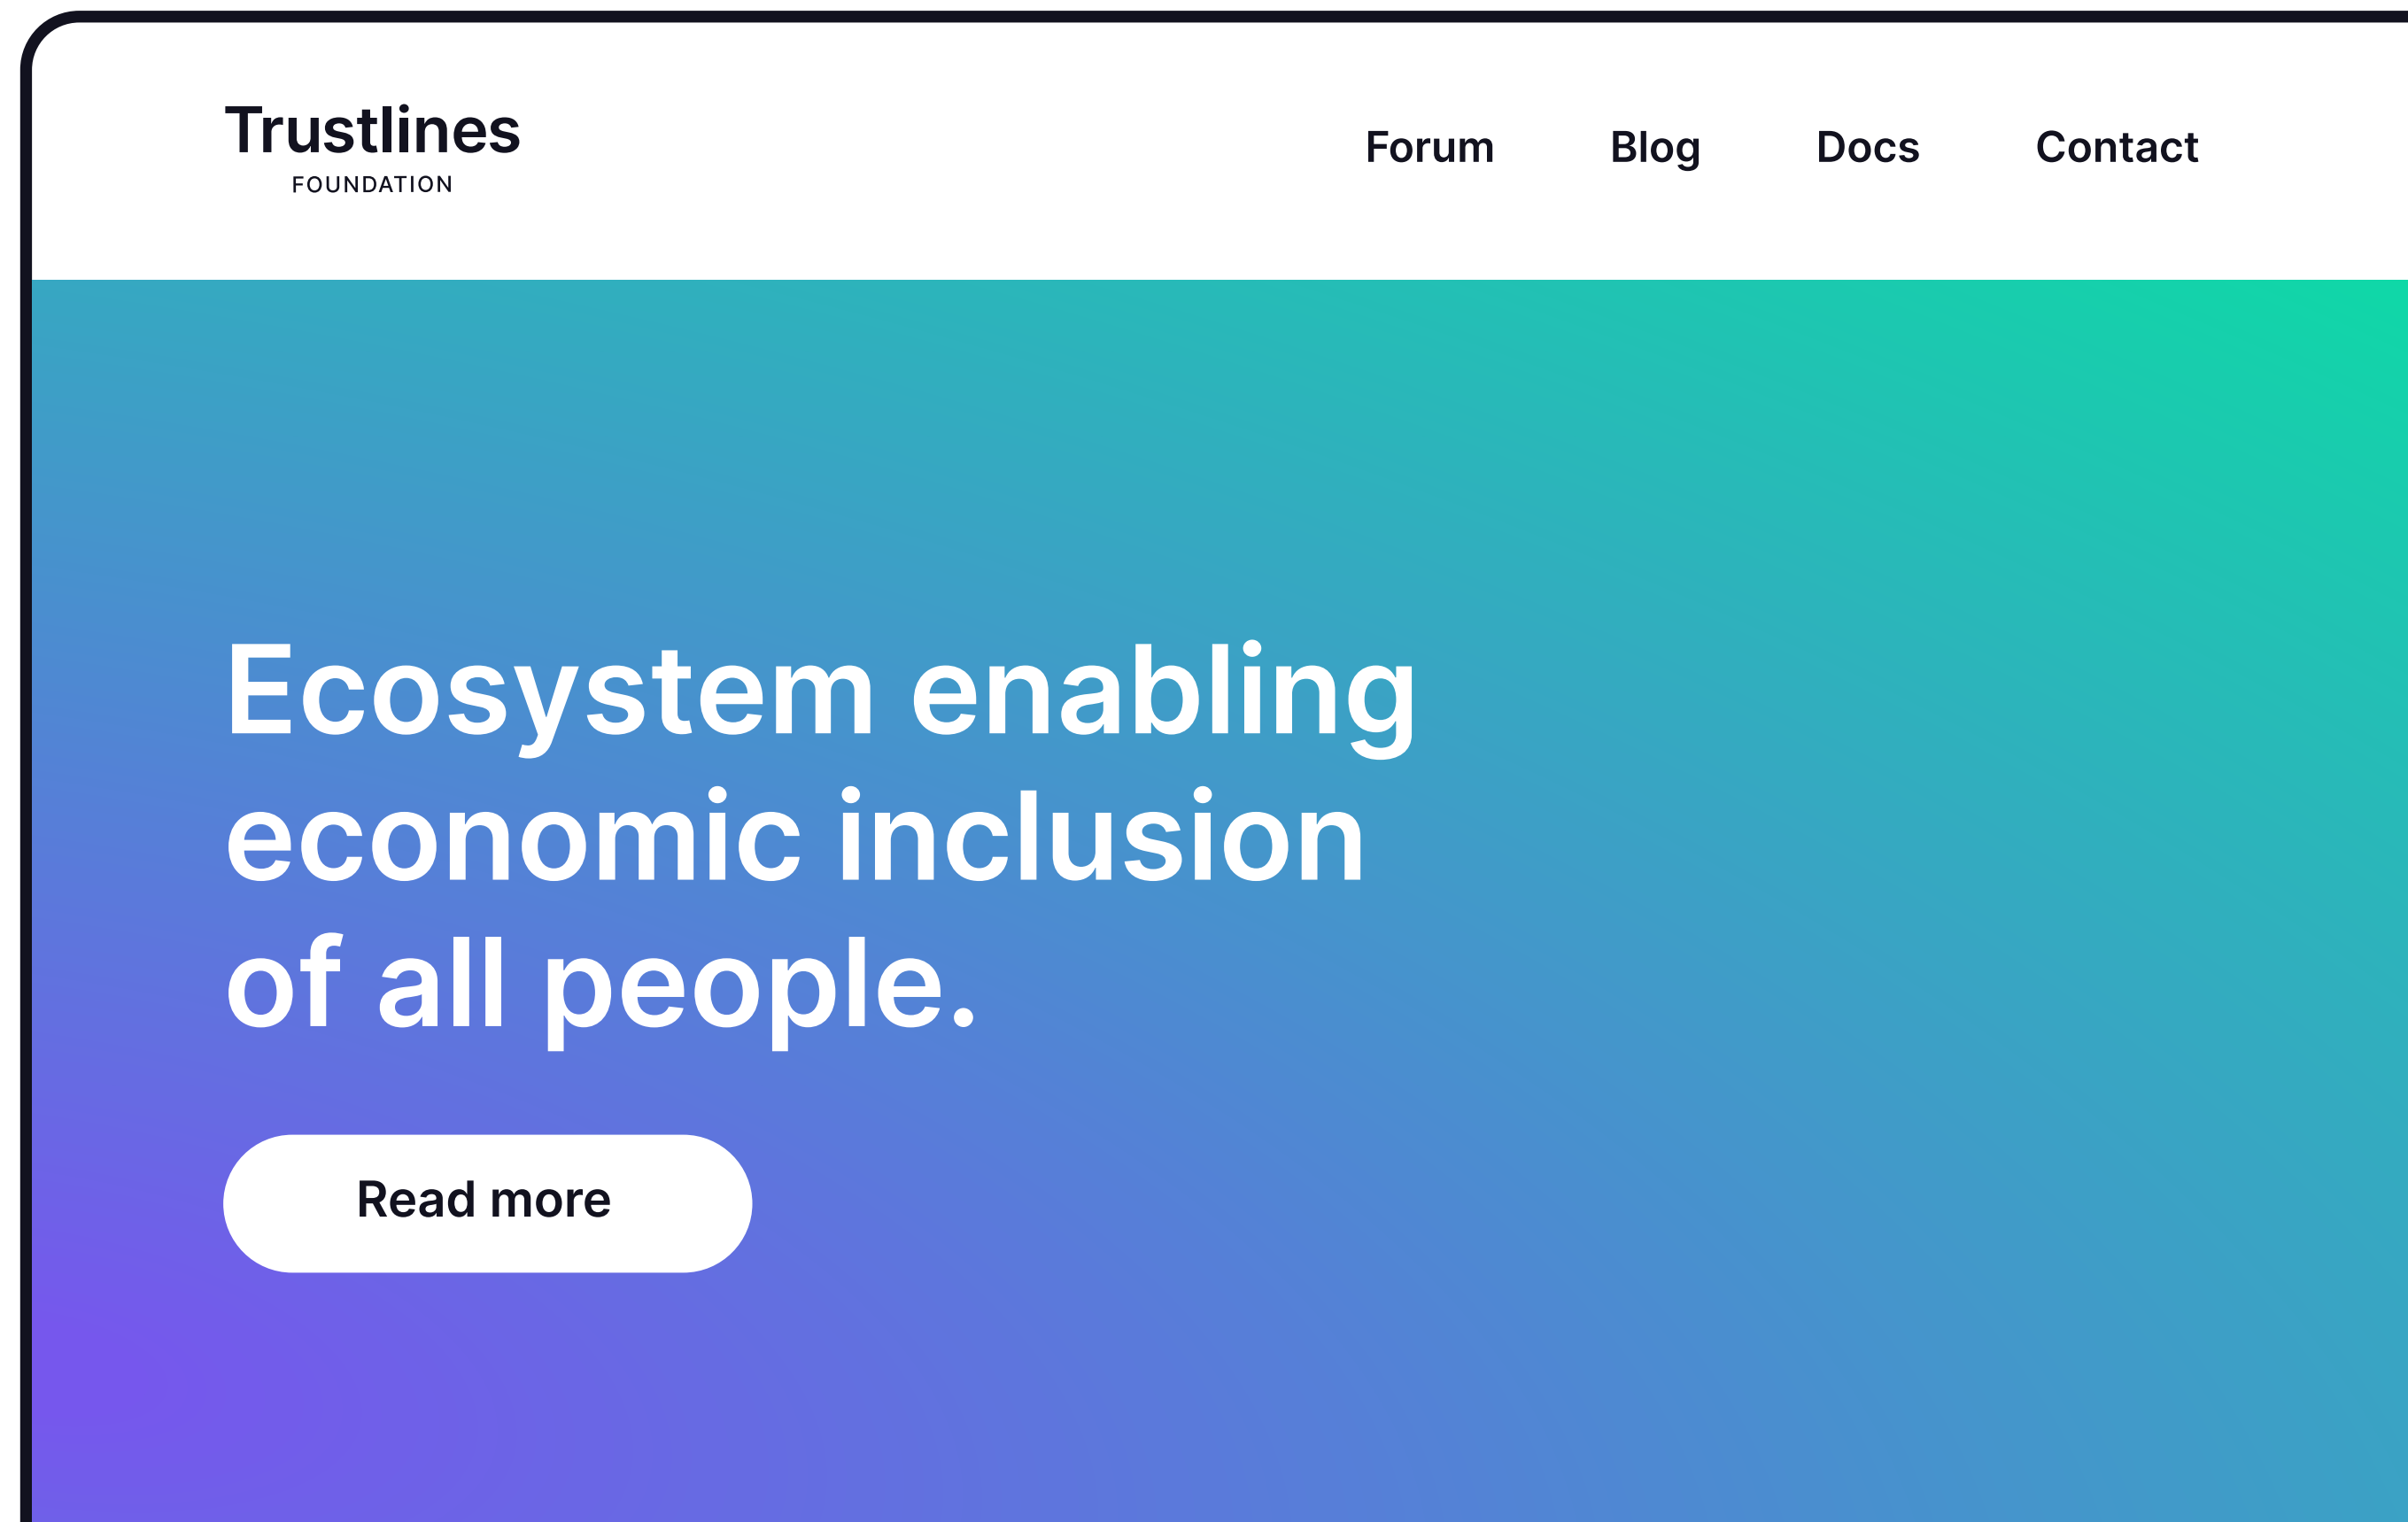 Trustlines
FOUNDATION
Forum Blog Docs Contact
Ecosystem enabling
economic inclusion
of all people.
Read more